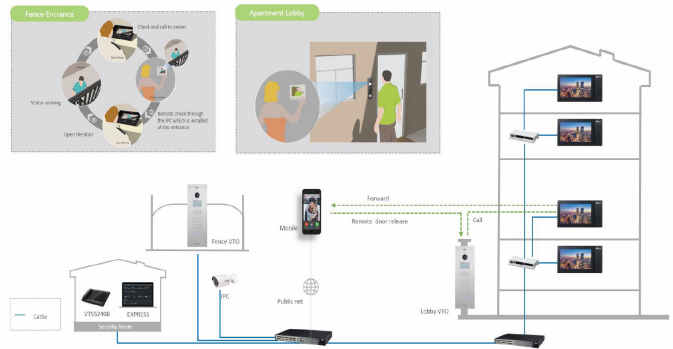 Fence Entrance
Check and call to owner
Visitor arriving
Remote check through
the IPC which is installed
at the entrance
Open the door
Apartment Lobby
Forward
Remote door release
Call
Mobile
Fence VTO
IPC
Public net
Lobby VTO
VTS5240B
EXPRESS
Security Room
Cat5e